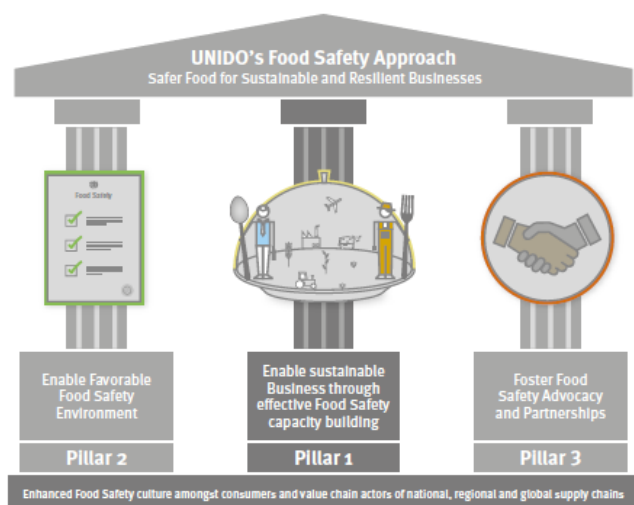 UNIDO's Food Safety Approach
Safer Food for Sustainable and Resilient Businesses
Food Safety
Enable Favorable
Food Safety
Environment
Pillar 2
Enable sustainable
Business through
effective Food Safety
capacity building
Pillar 1
Foster Food
Safety Advocacy
and Partnerships
Pillar 3
Enhanced Food Safety culture amongst consumers and value chain actors of national, regional and global supply chains